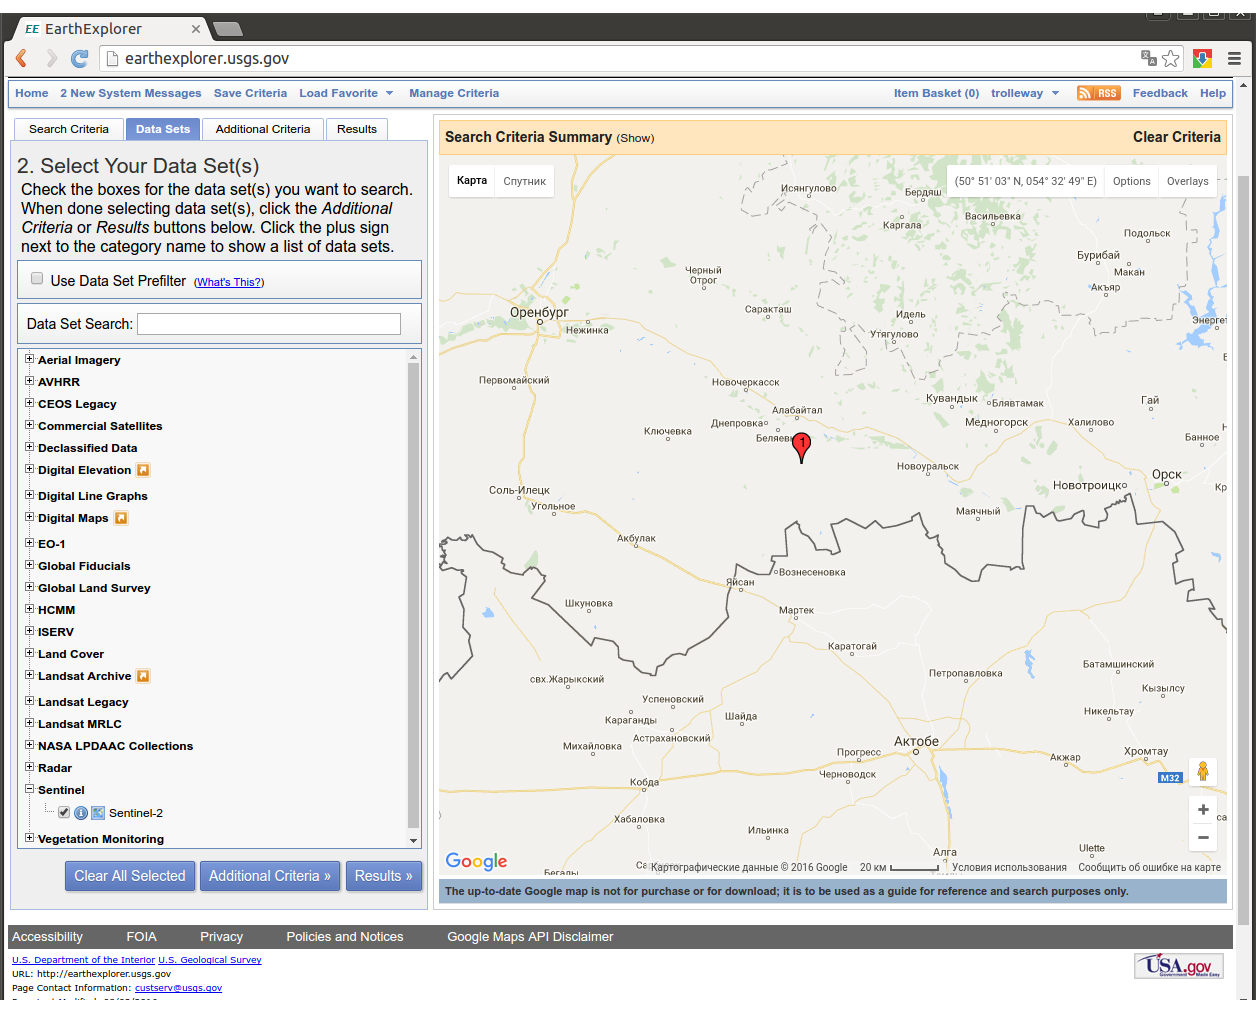 EE EarthExplorer
earthexplorer.usgs.gov
Home 2 New System Messages Save Criteria Load Favorite Manage Criteria Item Basket (0) trolleway RSS Feedback Help
Search Criteria Data Sets Additional Criteria Results
2. Select Your Data Set(s)
Check the boxes for the data set(s) you want to search.
When done selecting data set(s), click the Additional
Criteria or Results buttons below. Click the plus sign
next to the category name to show a list of data sets.
Use Data Set Prefilter (What's This?)
Data Set Search:
Aerial Imagery
AVHRR
CEOS Legacy
Commercial Satellites
Declassified Data
Digital Elevation
Digital Line Graphs
Digital Maps
EO-1
Global Fiducials
Global Land Survey
HCMM
ISERV
Land Cover
Landsat Archive
Landsat Legacy
Landsat MRLC
NASA LPDAAC Collections
Radar
Sentinel
Sentinel-2
Vegetation Monitoring
Clear All Selected Additional Criteria » Results »
Search Criteria Summary (Show) Clear Criteria
Карта Спутник
(50° 51' 03" N, 054° 32' 49" E) Options Overlays
Исянгулово
Бердяш
Васильевка
Каргала
Подольск
Бурибай
Макан
Черный
Отрог
Акъяр
Оренбург
Нежинка
Саракташ
Идель
Утягулово
Первомайский
Новочеркасск
Кувандык
Блявтамак
Гай
Алабайтал
Днепровка
Медногорск
Халилово
Ключевка
1
Банное
Новоуральск
Орск
Новотроицк
Соль-Илецк
Угольное
Маячный
Акбулак
Вознесеновка
Яйсан
Шкуновка
Мартек
Каратогай
Батамшинский
свх.Жарыкский
Петропавловка
Кызылсу
Успеновский
Караганды
Шайда
Никельтау
Астрахановский
Михайловка
Актобе
Прогресс
Хромтау
Акжар
Черноводск
M32
Кобда
Хабаловка
Ильинка
Алга
Ulette
Бегалы
Google
Картографические данные © 2016 Google 20 км Условия использования Сообщить об ошибке на карте
The up-to-date Google map is not for purchase or for download; it is to be used as a guide for reference and search purposes only.
Accessibility FOIA Privacy Policies and Notices Google Maps API Disclaimer
U.S. Department of the Interior U.S. Geological Survey
URL: http://earthexplorer.usgs.gov
Page Contact Information: custserv@usgs.gov
USA.gov
Government Made Easy